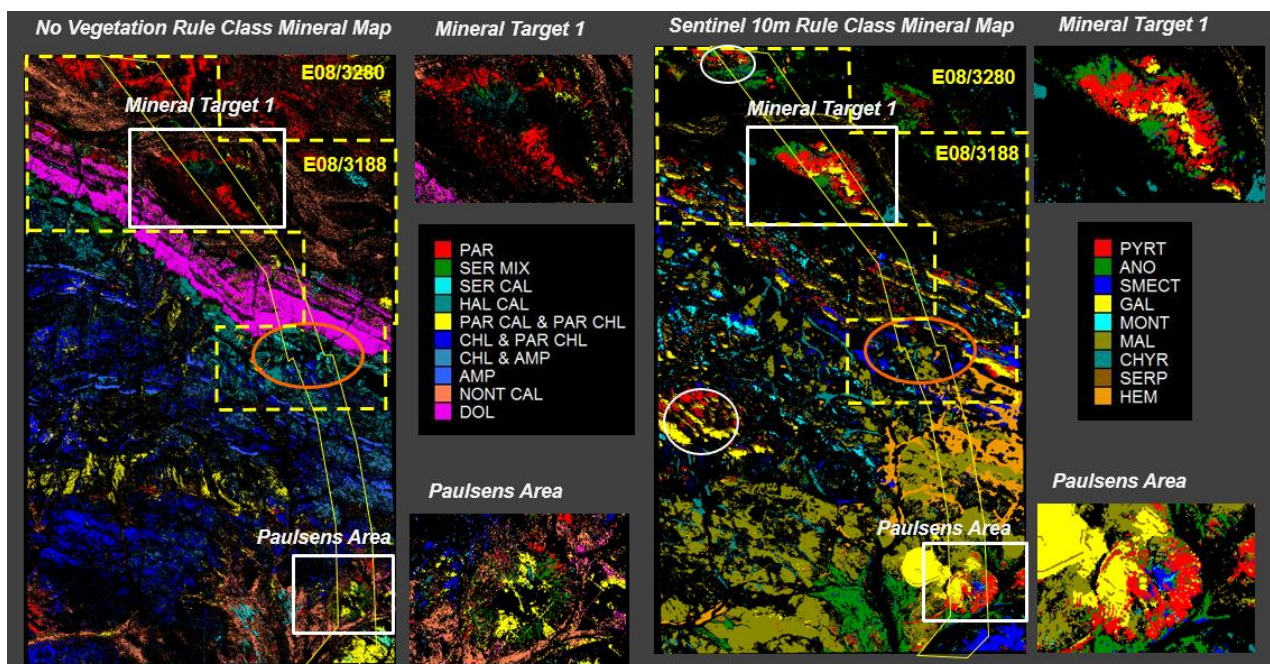 No Vegetation Rule Class Mineral Map
Mineral Target 1
E08/3280
Mineral Target 1
E08/3188
PAR
SER MIX
SER CAL
HAL CAL
PAR CAL & PAR CHL
CHL & PAR CHL
CHL & AMP
AMP
NONT CAL
DOL
Paulsens Area
Paulsens Area
Sentinel 10m Rule Class Mineral Map
Mineral Target 1
E08/3280
Mineral Target 1
E08/3188
PYRT
ANO
SMECT
GAL
MONT
MAL
CHYR
SERP
HEM
Paulsens Area
Paulsens Area